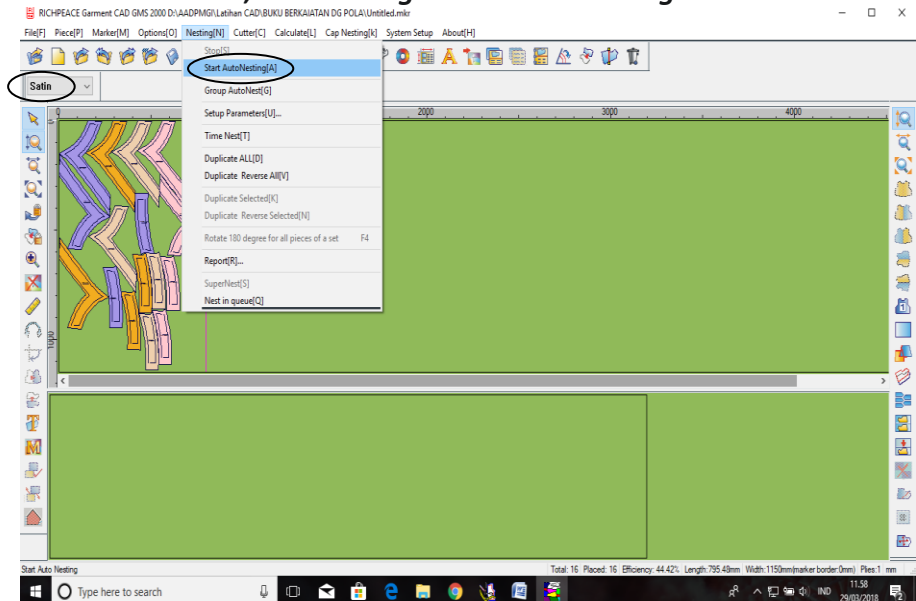 RICHPEACE Garment CAD GMS 2000 D:\AADPMGI\Latihan CAD\BUKU BERKAIATAN DG POLA\Untitled.mkr
File[F] Piece[P] Marker[M] Options[O] Nesting[N] Cutter[C] Calculate[L] Cap Nesting[k] System Setup About[H]
Stop[S]
Start AutoNesting[A]
Satin
Group AutoNest[G]
Setup Parameters[U]...
0 2000 3000 4000
Time Nest[T]
Duplicate ALL[D]
Duplicate Reverse All[V]
Duplicate Selected[K]
Duplicate Reverse Selected[N]
Rotate 180 degree for all pieces of a set F4
Report[R]...
SuperNest[S]
Nest in queue[Q]
1000
Start Auto Nesting
Total: 16 Placed: 16 Efficiency: 44.42% Length:795.48mm Width:1150mm(marker border:0mm) Plies:1 mm
Type here to search
IND
11.58
29/03/2018